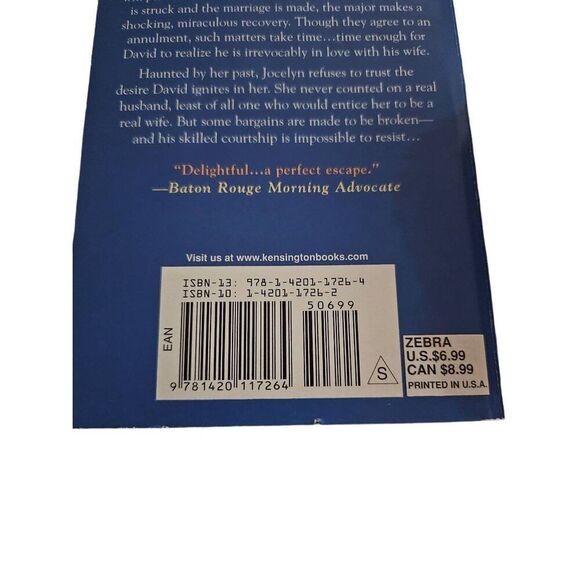 is struck and the marriage is made, the major makes a
shocking, miraculous recovery. Though they agree to an
annulment, such matters take time…time enough for
David to realize he is irrevocably in love with his wife.
Haunted by her past, Jocelyn refuses to trust the
desire David ignites in her. She never counted on a real
husband, least of all one who would entice her to be a
real wife. But some bargains are made to be broken—
and his skilled courtship is impossible to resist…
"Delightful...a perfect escape."
—Baton Rouge Morning Advocate
Visit us at www.kensingtonbooks.com
ISBN-13: 978-1-4201-1726-4
ISBN-10: 1-4201-1726-2
50699
EAN
9 781420 117264
S
ZEBRA
U.S.$6.99
CAN $8.99
PRINTED IN U.S.A.